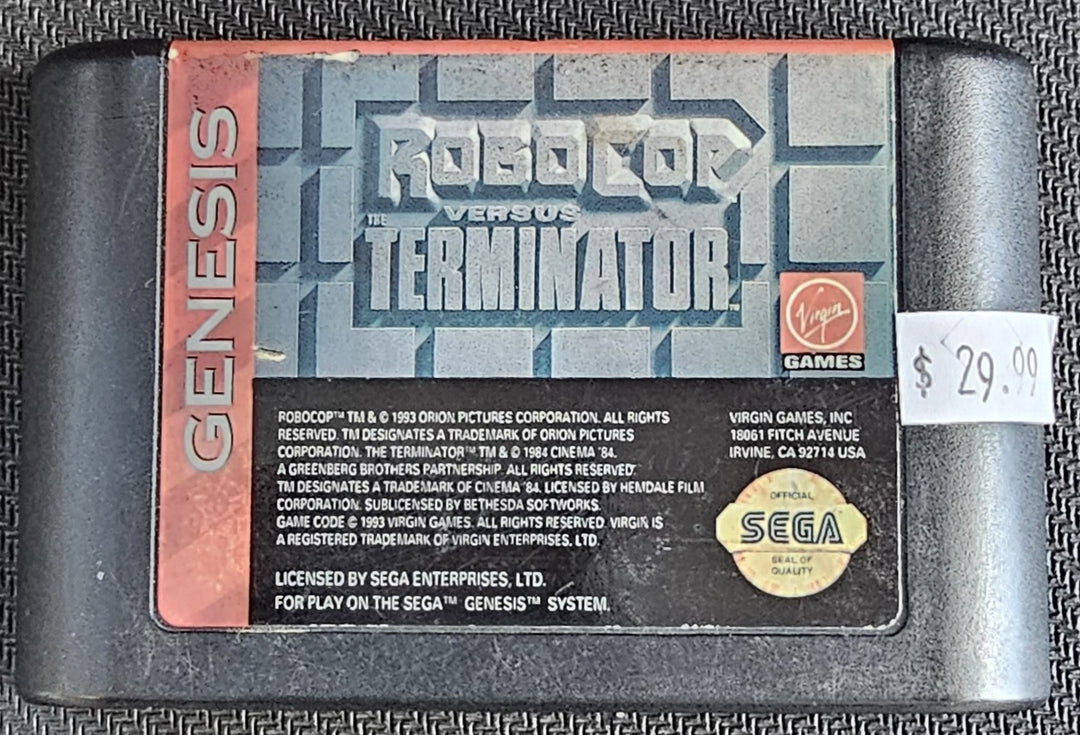 GENESIS™
ROBOCOP
VERSUS
THE
TERMINATOR™
Virgin
GAMES
$ 29.99
ROBOCOP™ TM & © 1993 ORION PICTURES CORPORATION. ALL RIGHTS
RESERVED. TM DESIGNATES A TRADEMARK OF ORION PICTURES
CORPORATION. THE TERMINATOR™ TM & © 1984 CINEMA '84.
A GREENBERG BROTHERS PARTNERSHIP. ALL RIGHTS RESERVED.
TM DESIGNATES A TRADEMARK OF CINEMA '84. LICENSED BY HEMDALE FILM
CORPORATION. SUBLICENSED BY BETHESDA SOFTWORKS.
GAME CODE © 1993 VIRGIN GAMES. ALL RIGHTS RESERVED. VIRGIN IS
A REGISTERED TRADEMARK OF VIRGIN ENTERPRISES, LTD.
LICENSED BY SEGA ENTERPRISES, LTD.
FOR PLAY ON THE SEGA™ GENESIS™ SYSTEM.
VIRGIN GAMES, INC
18061 FITCH AVENUE
IRVINE, CA 92714 USA
OFFICIAL
SEGA
SEAL OF
QUALITY